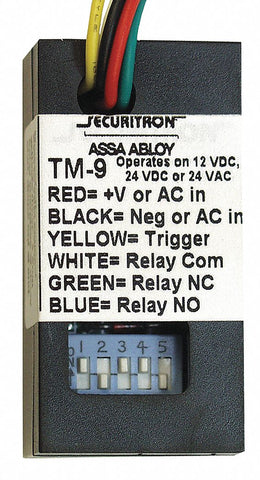 SECURITRON
ASSA ABLOY
TM-9 Operates on 12 VDC,
24 VDC or 24 VAC
RED= +V or AC in
BLACK= Neg or AC in
YELLOW= Trigger
WHITE= Relay Com
GREEN= Relay NC
BLUE= Relay NO
1 2 3 4 5